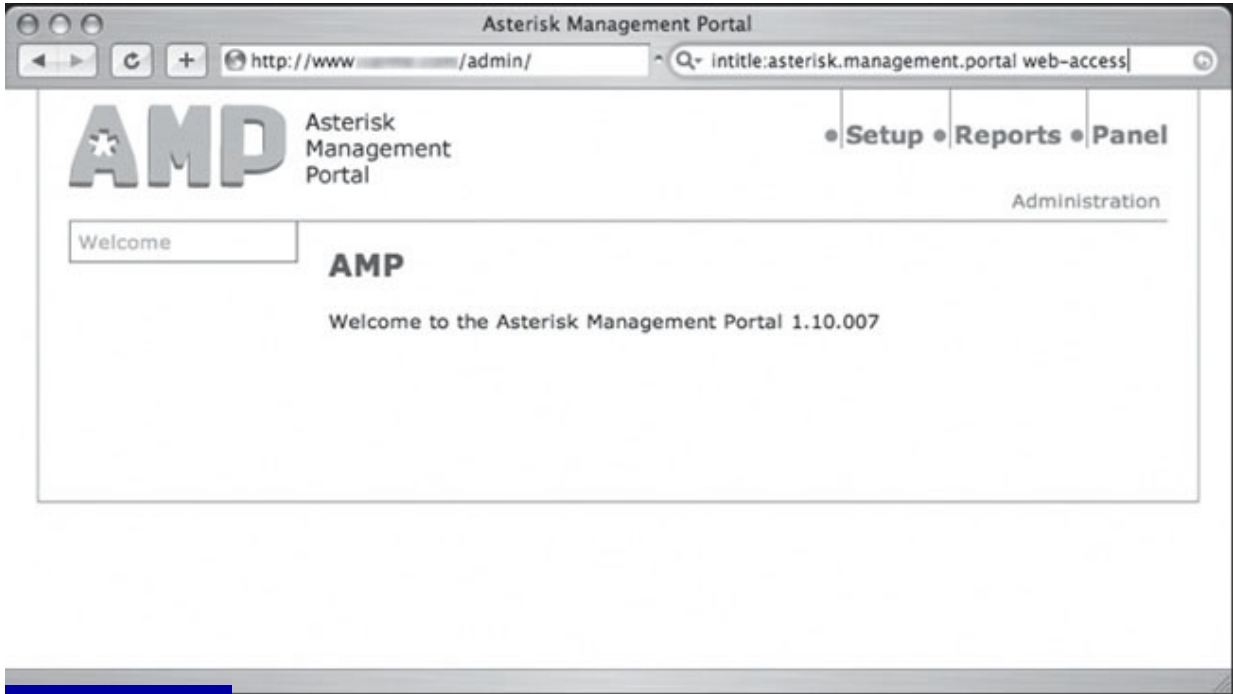 Asterisk Management Portal
http://www /admin/
intitle:asterisk.management.portal web-access
AMP
Asterisk
Management
Portal
Setup
Reports
Panel
Administration
Welcome
AMP
Welcome to the Asterisk Management Portal 1.10.007